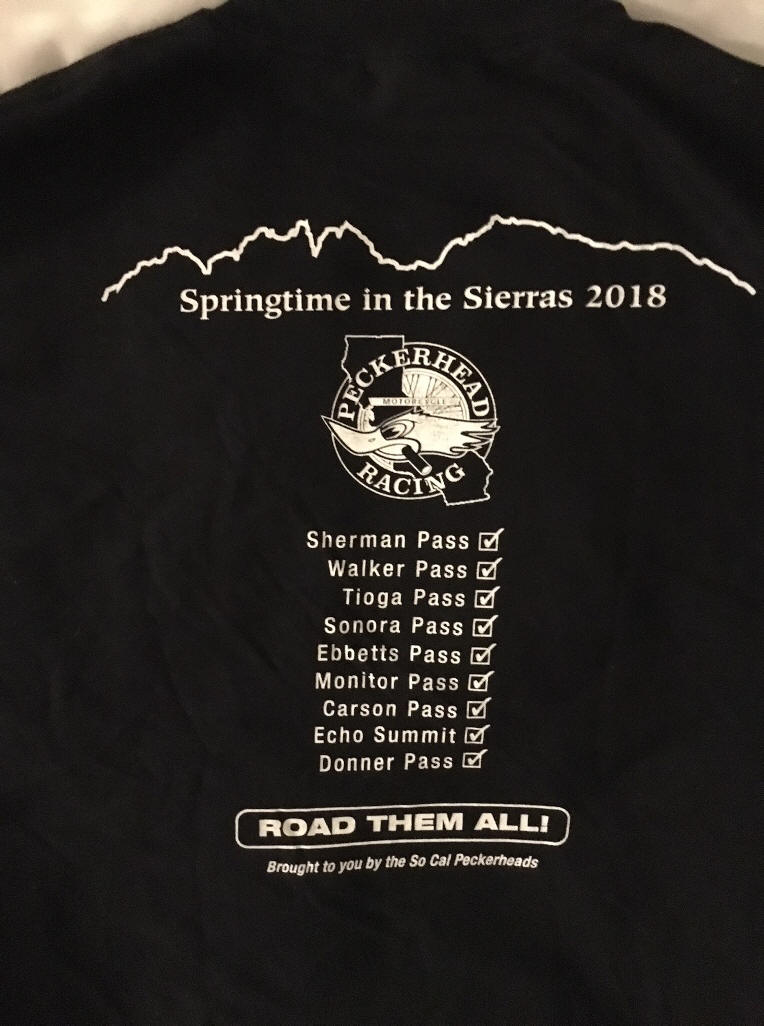 Springtime in the Sierras 2018
PECKERHEAD
MOTORCYCLE
RACING
Sherman Pass
Walker Pass
Tioga Pass
Sonora Pass
Ebbetts Pass
Monitor Pass
Carson Pass
Echo Summit
Donner Pass
ROAD THEM ALL!
Brought to you by the So Cal Peckerheads